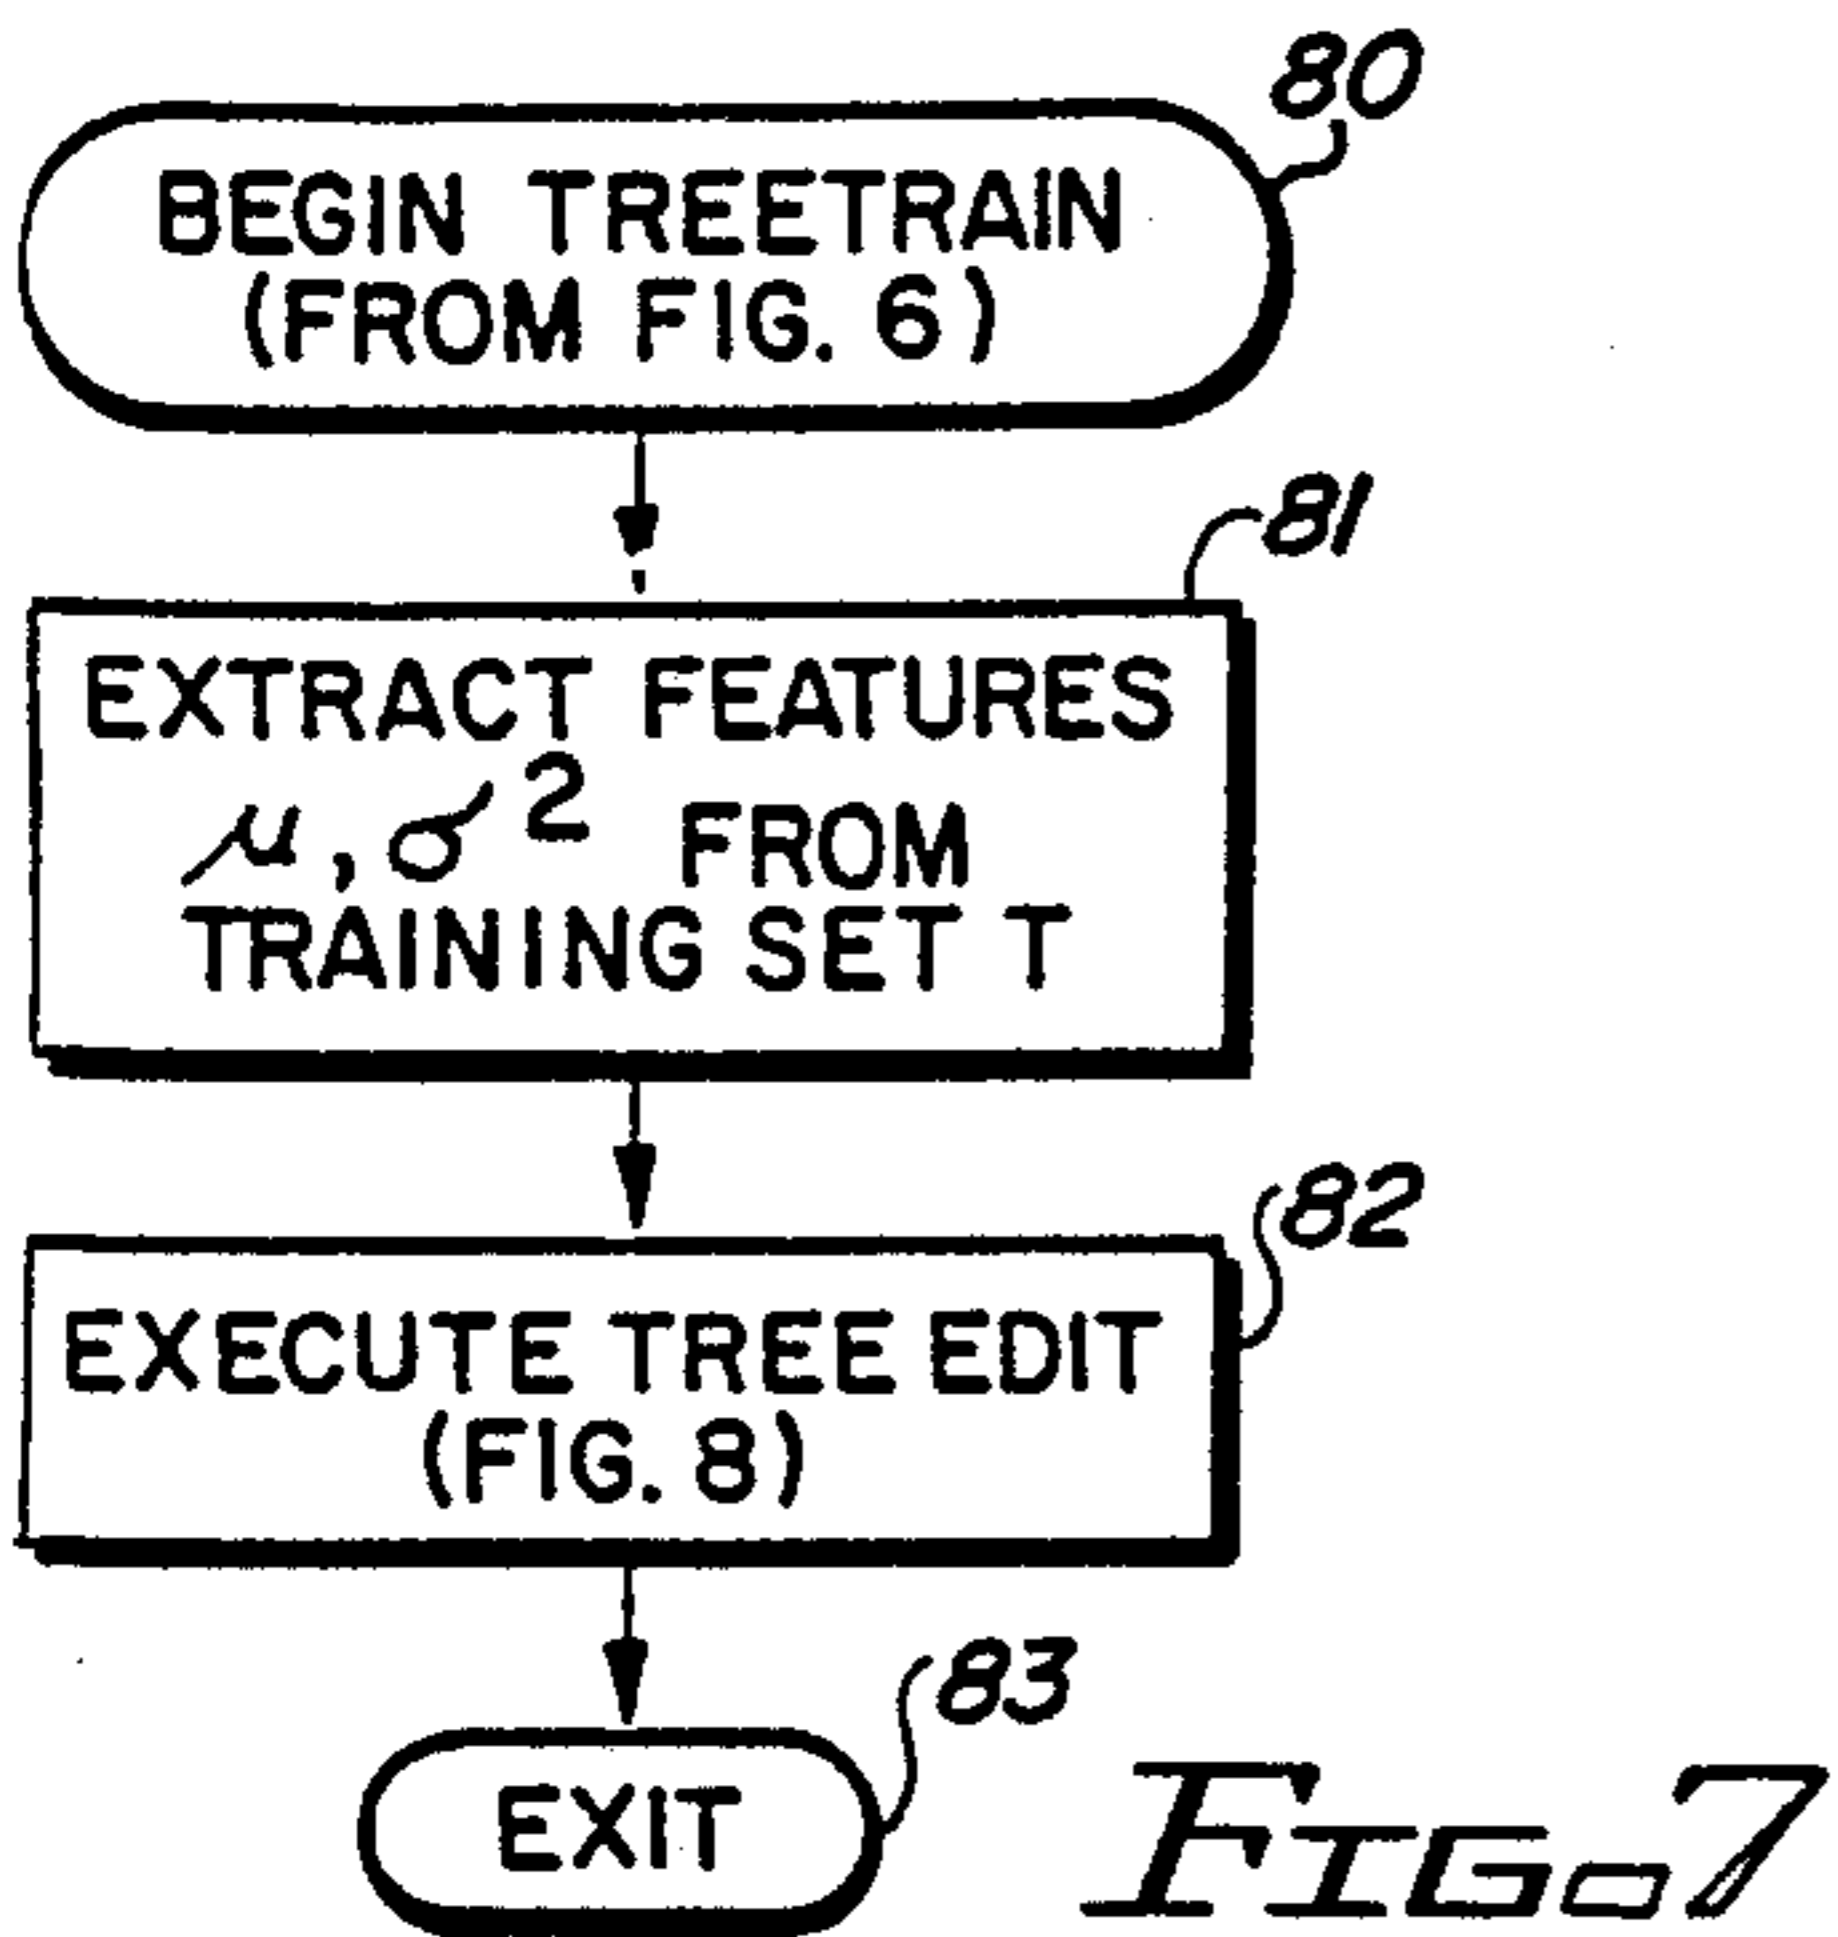 80
BEGIN TREETRAIN
(FROM FIG. 6)
81
EXTRACT FEATURES
μ, σ² FROM
TRAINING SET T
82
EXECUTE TREE EDIT
(FIG. 8)
83
EXIT
FIG. 7